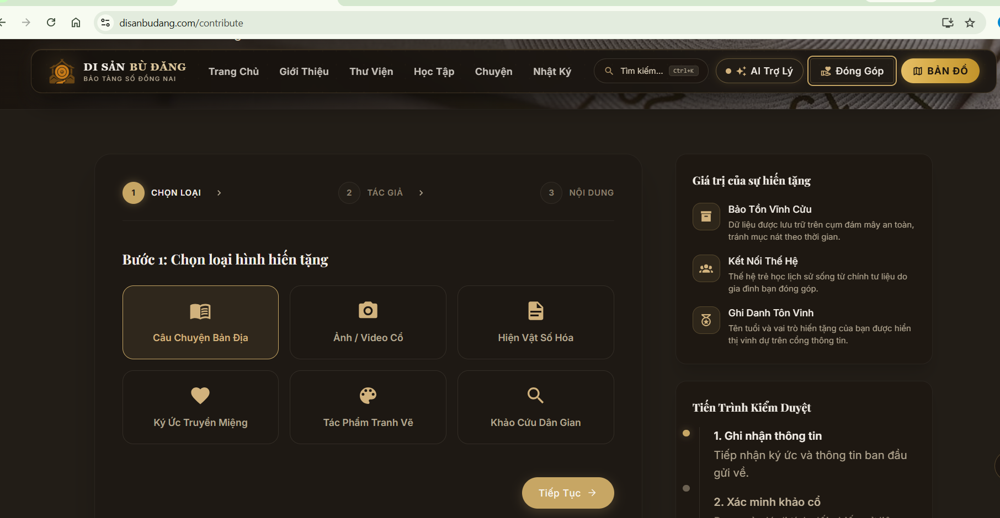 disanbudang.com/contribute
DI SẢN BÙ ĐĂNG
BẢO TÀNG SỐ ĐỒNG NAI
Trang Chủ
Giới Thiệu
Thư Viện
Học Tập
Chuyện
Nhật Ký
Tìm kiếm...
Ctrl+K
AI Trợ Lý
Đóng Góp
BẢN ĐỒ
1 CHỌN LOẠI
2 TÁC GIẢ
3 NỘI DUNG
Bước 1: Chọn loại hình hiến tặng
Câu Chuyện Bản Địa
Ảnh / Video Cổ
Hiện Vật Số Hóa
Ký Ức Truyền Miệng
Tác Phẩm Tranh Vẽ
Khảo Cứu Dân Gian
Tiếp Tục
Giá trị của sự hiến tặng
Bảo Tồn Vĩnh Cửu
Dữ liệu được lưu trữ trên cụm đám mây an toàn,
tránh mục nát theo thời gian.
Kết Nối Thế Hệ
Thế hệ trẻ học lịch sử sống từ chính tư liệu do
gia đình bạn đóng góp.
Ghi Danh Tôn Vinh
Tên tuổi và vai trò hiến tặng của bạn được hiển
thị vinh dự trên cổng thông tin.
Tiến Trình Kiểm Duyệt
1. Ghi nhận thông tin
Tiếp nhận ký ức và thông tin ban đầu
gửi về.
2. Xác minh khảo cổ